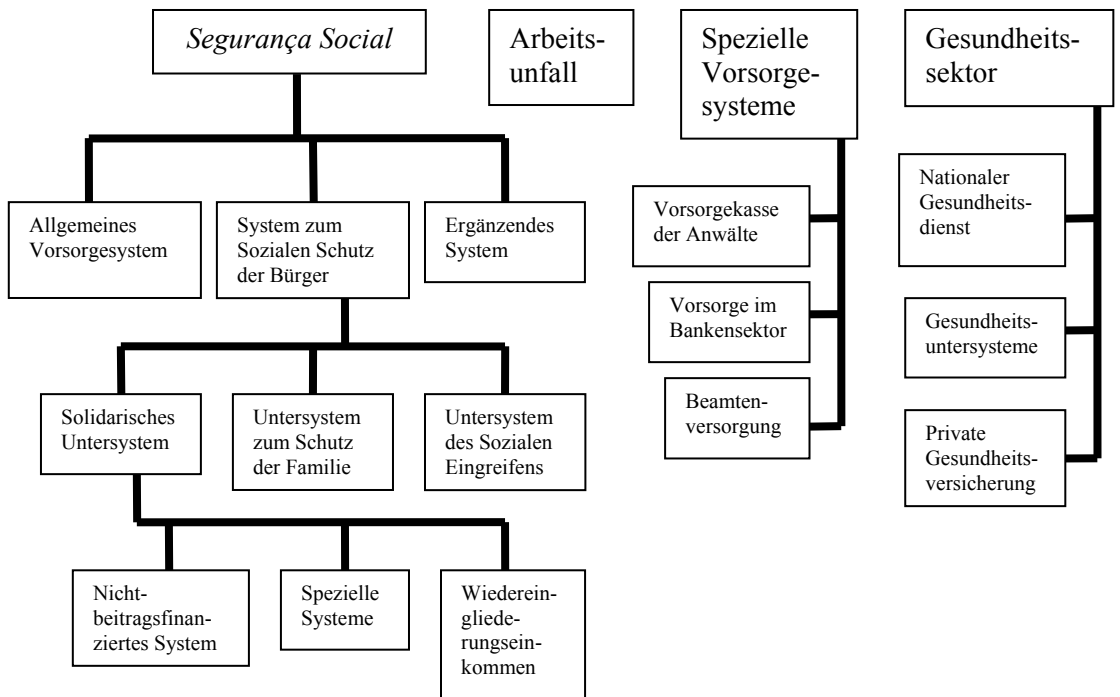 Segurança Social
Arbeits-
unfall
Spezielle
Vorsorge-
systeme
Gesundheits-
sektor
Allgemeines
Vorsorgesystem
System zum
Sozialen Schutz
der Bürger
Ergänzendes
System
Vorsorgekasse
der Anwälte
Nationaler
Gesundheits-
dienst
Vorsorge im
Bankensektor
Gesundheits-
untersysteme
Solidarisches
Untersystem
Untersystem
zum Schutz
der Familie
Untersystem
des Sozialen
Eingreifens
Beamten-
versorgung
Private
Gesundheits-
versicherung
Nicht-
beitragsfinan-
ziertes System
Spezielle
Systeme
Wiederein-
gliede-
rungsein-
kommen